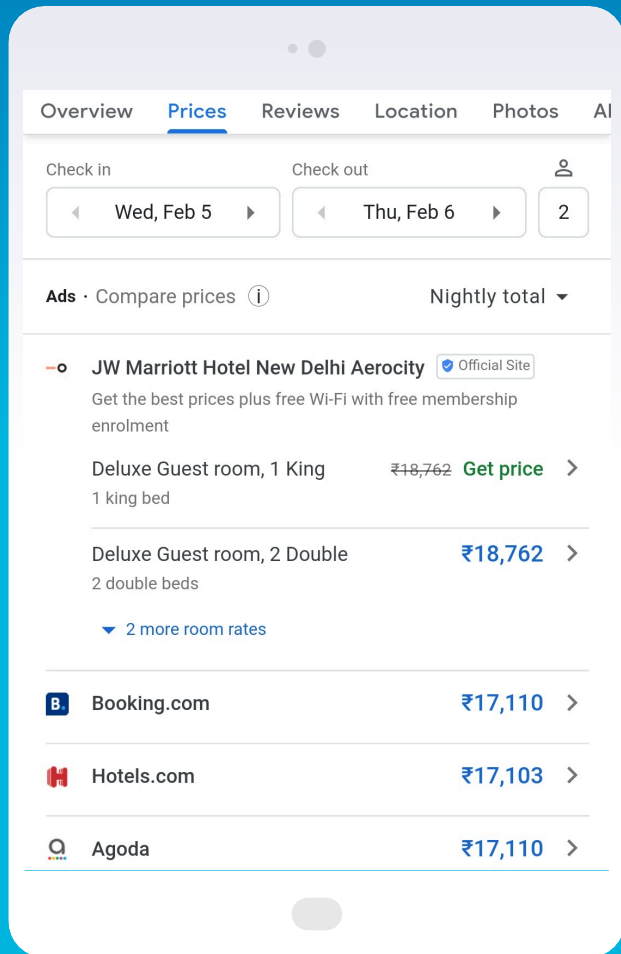 Overview Prices Reviews Location Photos
Check in Check out
Wed, Feb 5 Thu, Feb 6 2
Ads · Compare prices Nightly total
JW Marriott Hotel New Delhi Aerocity Official Site
Get the best prices plus free Wi-Fi with free membership
enrolment
Deluxe Guest room, 1 King ₹18,762 Get price
1 king bed
Deluxe Guest room, 2 Double ₹18,762
2 double beds
2 more room rates
B. Booking.com ₹17,110
H Hotels.com ₹17,103
a Agoda ₹17,110